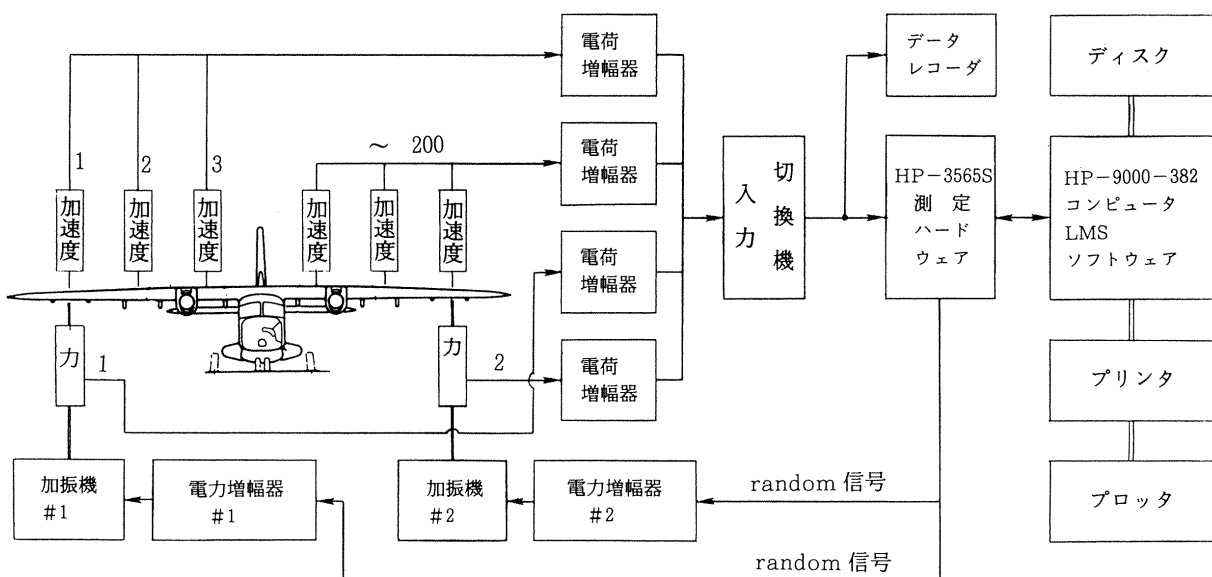 電荷
増幅器
データ
レコーダ
ディスク
1
2
3
～ 200
電荷
増幅器
切換機
入力
HP-3565S
測定
ハード
ウェア
HP-9000-382
コンピュータ
LMS
ソフトウェア
加速度
加速度
加速度
加速度
加速度
加速度
電荷
増幅器
力
1
力
2
電荷
増幅器
プリンタ
加振機
#1
電力増幅器
#1
加振機
#2
電力増幅器
#2
random 信号
プロッタ
random 信号